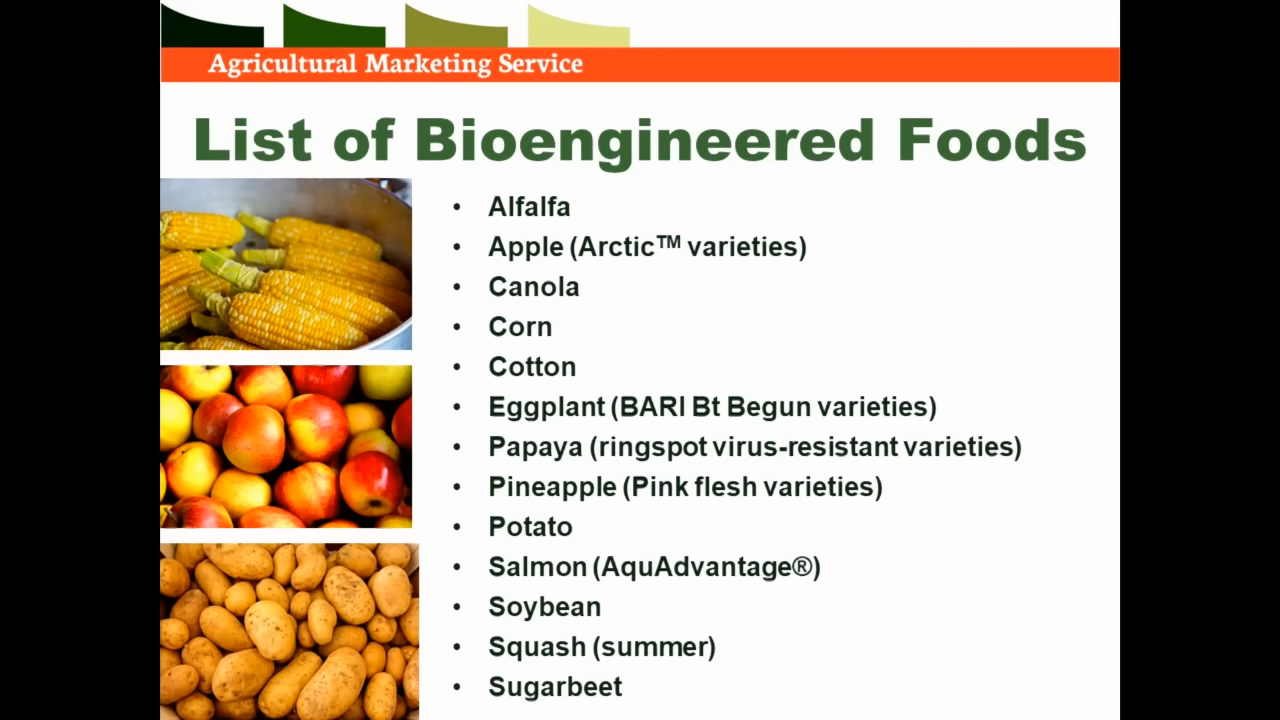 Agricultural Marketing Service
List of Bioengineered Foods
• Alfalfa
• Apple (Arctic™ varieties)
• Canola
• Corn
• Cotton
• Eggplant (BARI Bt Begun varieties)
• Papaya (ringspot virus-resistant varieties)
• Pineapple (Pink flesh varieties)
• Potato
• Salmon (AquAdvantage®)
• Soybean
• Squash (summer)
• Sugarbeet